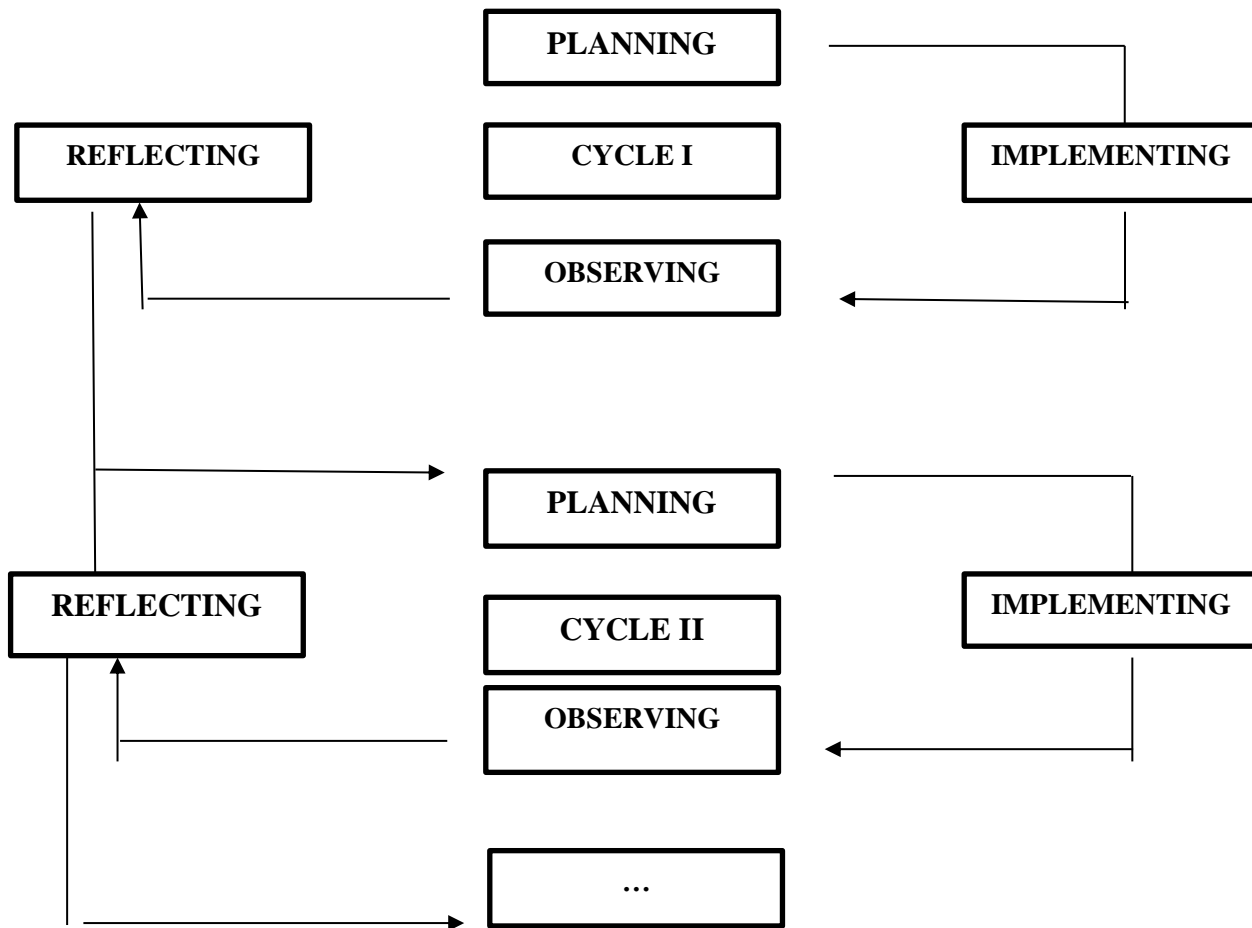 PLANNING
REFLECTING
CYCLE I
IMPLEMENTING
OBSERVING
PLANNING
REFLECTING
CYCLE II
IMPLEMENTING
OBSERVING
…